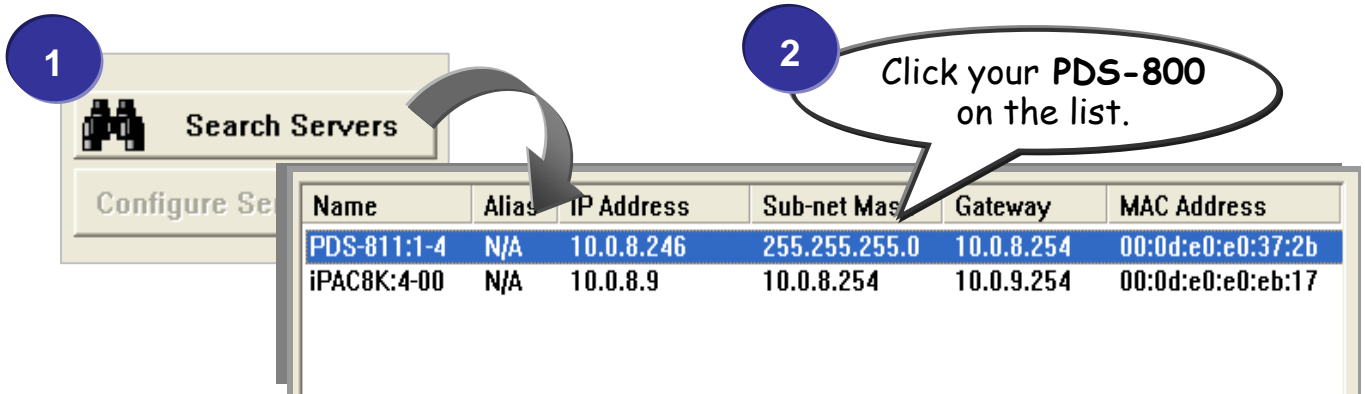 1
Search Servers
Configure Ser
2
Click your PDS-800
on the list.
Name Alias IP Address Sub-net Mas Gateway MAC Address
PDS-811:1-4 N/A 10.0.8.246 255.255.255.0 10.0.8.254 00:0d:e0:e0:37:2b
iPAC8K:4-00 N/A 10.0.8.9 10.0.8.254 10.0.9.254 00:0d:e0:e0:eb:17